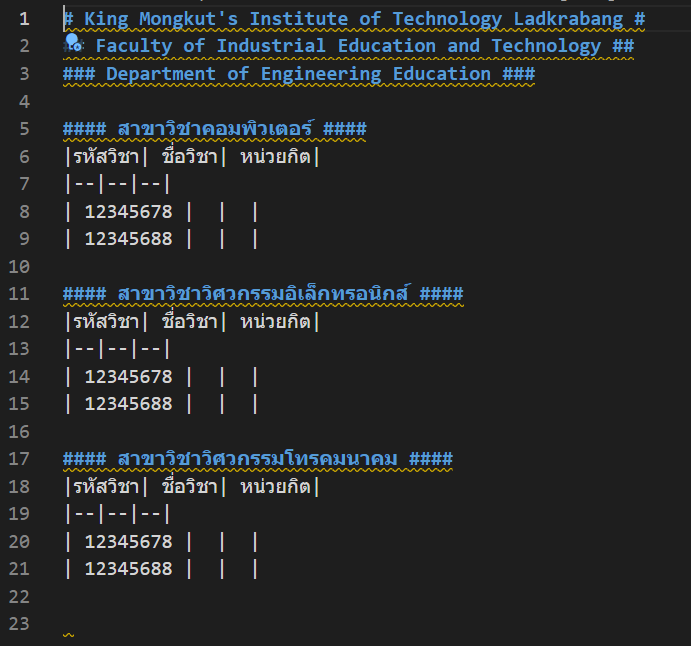 1 # King Mongkut's Institute of Technology Ladkrabang #
2 Faculty of Industrial Education and Technology ##
3 ### Department of Engineering Education ###
4
5 #### สาขาวิชาคอมพิวเตอร์ ####
6 |รหัสวิชา| ชื่อวิชา| หน่วยกิต|
7 |--|--|--|
8 | 12345678 | | |
9 | 12345688 | | |
10
11 #### สาขาวิชาวิศวกรรมอิเล็กทรอนิกส์ ####
12 |รหัสวิชา| ชื่อวิชา| หน่วยกิต|
13 |--|--|--|
14 | 12345678 | | |
15 | 12345688 | | |
16
17 #### สาขาวิชาวิศวกรรมโทรคมนาคม ####
18 |รหัสวิชา| ชื่อวิชา| หน่วยกิต|
19 |--|--|--|
20 | 12345678 | | |
21 | 12345688 | | |
22
23